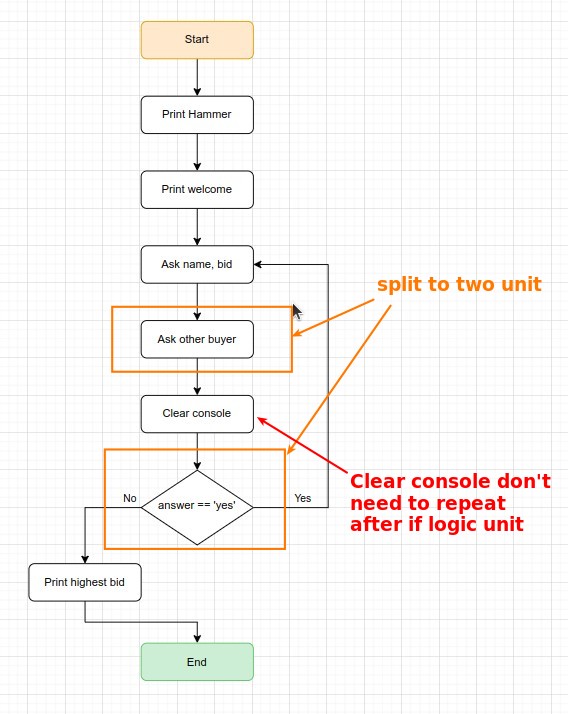 Start
Print Hammer
Print welcome
Ask name, bid
split to two unit
Ask other buyer
Clear console
Clear console don't
need to repeat
after if logic unit
No
answer == 'yes'
Yes
Print highest bid
End